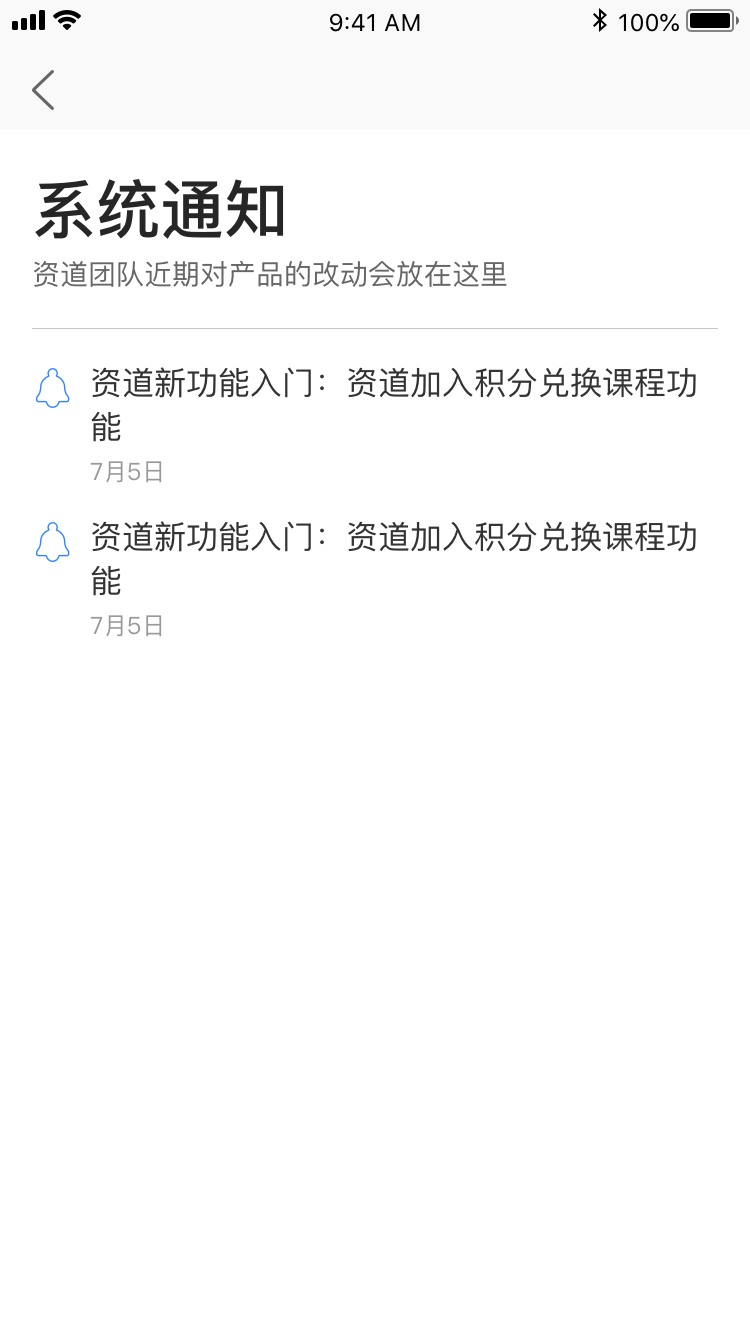 9:41 AM
100%
系统通知
资道团队近期对产品的改动会放在这里
资道新功能入门：资道加入积分兑换课程功
能
7月5日
资道新功能入门：资道加入积分兑换课程功
能
7月5日